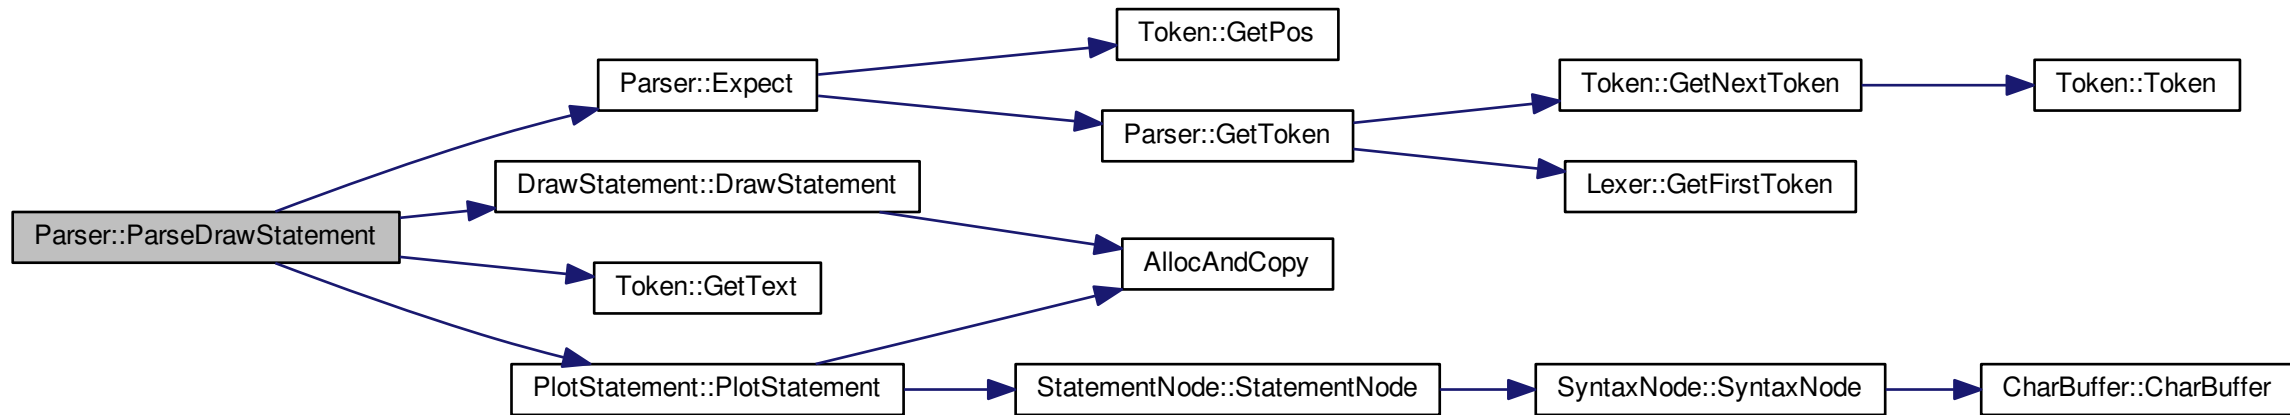 Parser::ParseDrawStatement
Parser::Expect
DrawStatement::DrawStatement
Token::GetText
PlotStatement::PlotStatement
Token::GetPos
Parser::GetToken
AllocAndCopy
StatementNode::StatementNode
Token::GetNextToken
Lexer::GetFirstToken
SyntaxNode::SyntaxNode
Token::Token
CharBuffer::CharBuffer